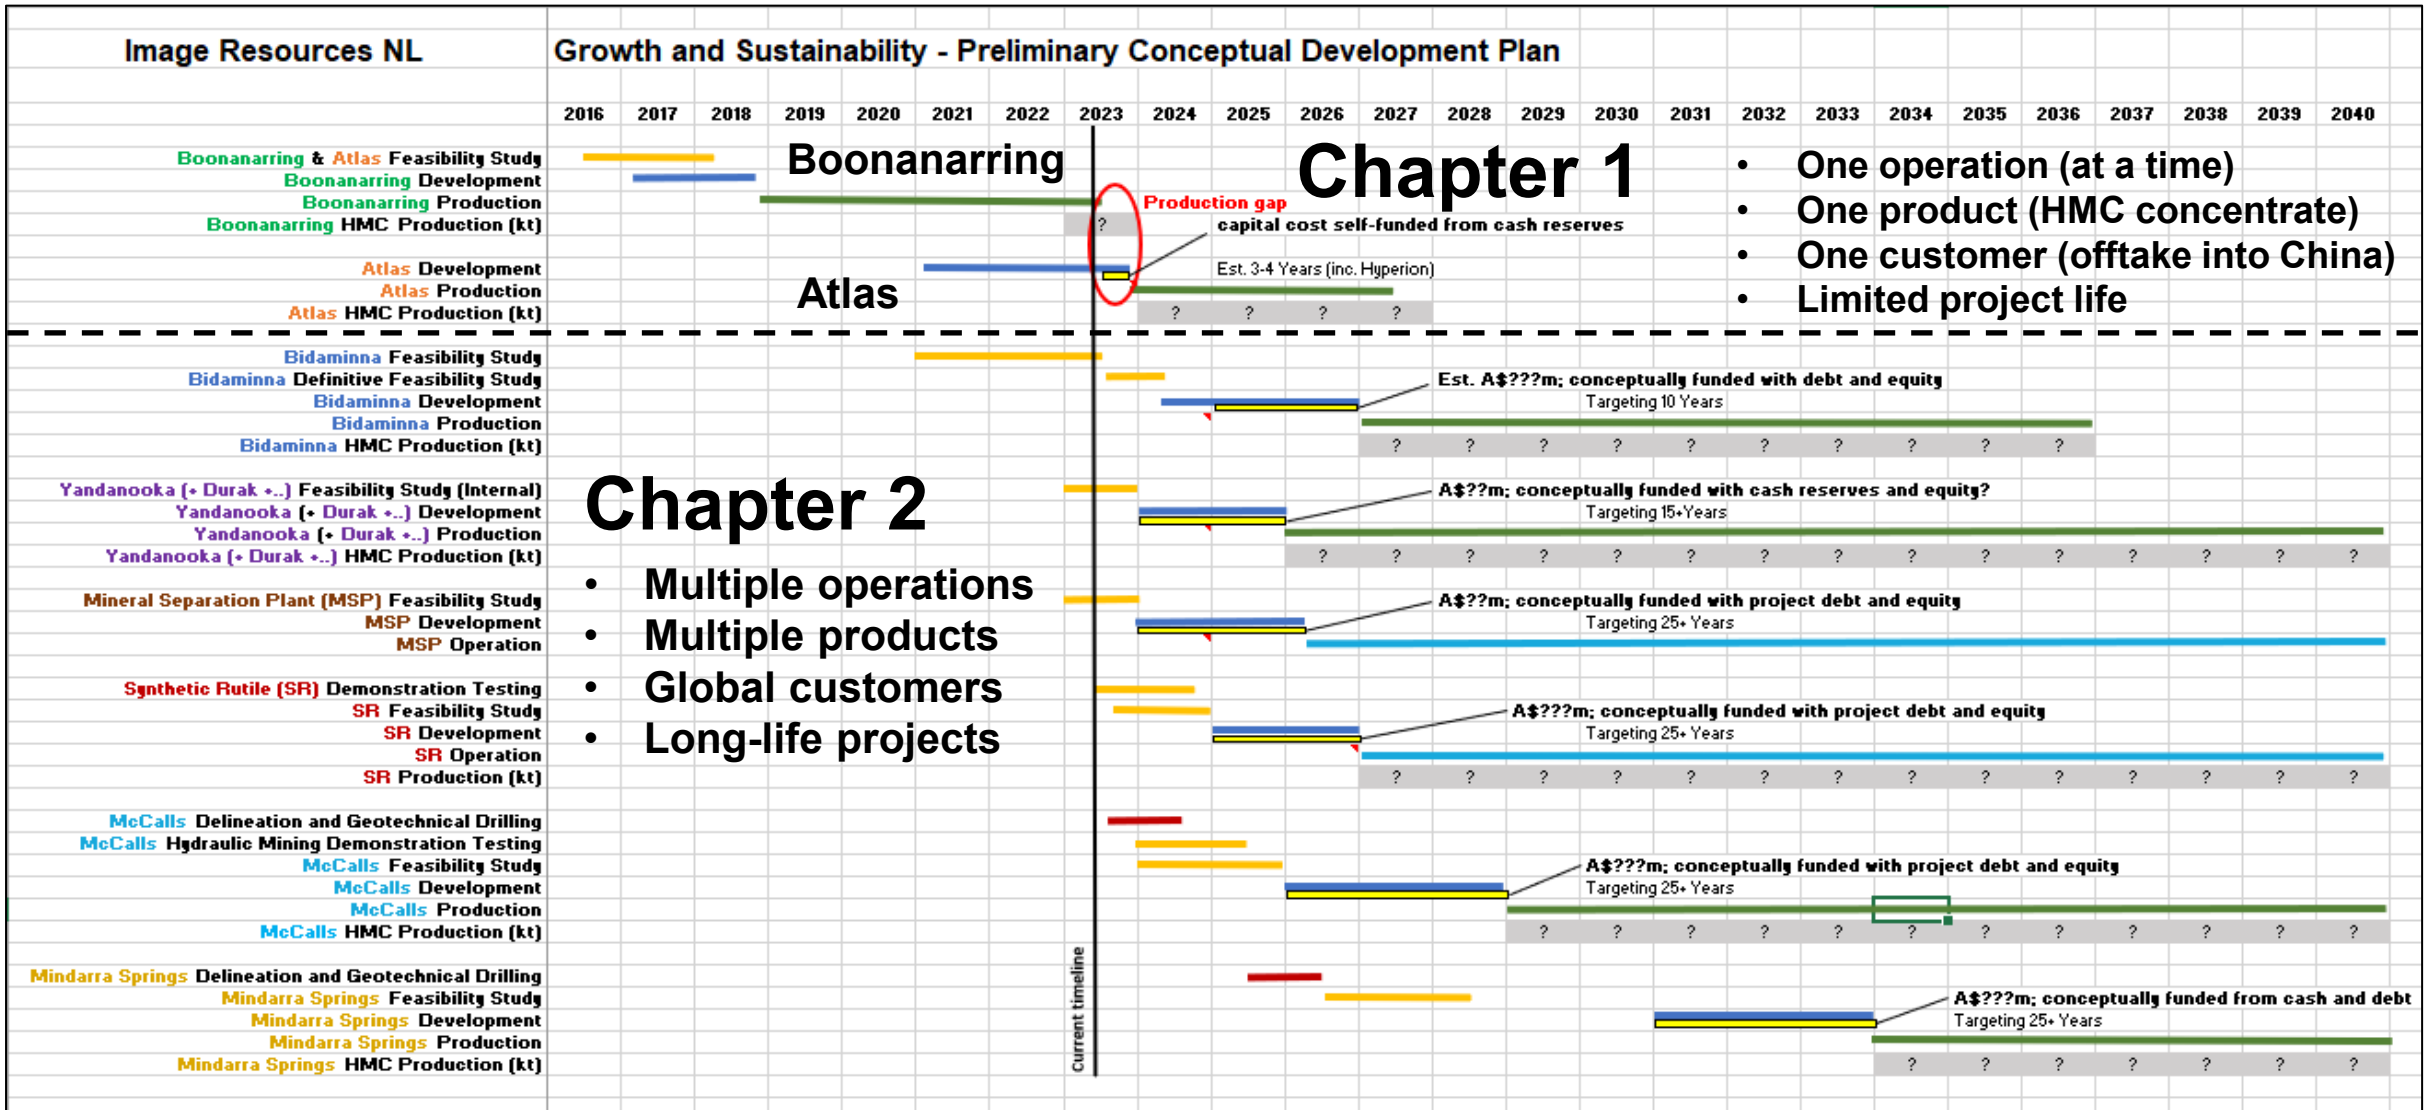 Image Resources NL
Growth and Sustainability - Preliminary Conceptual Development Plan
2016 2017 2018 2019 2020 2021 2022 2023 2024 2025 2026 2027 2028 2029 2030 2031 2032 2033 2034 2035 2036 2037 2038 2039 2040
Boonanarring & Atlas Feasibility Study
Boonanarring Development
Boonanarring Production
Boonanarring HMC Production (kt)
?
Boonanarring
Production gap
capital cost self-funded from cash reserves
Chapter 1
• One operation (at a time)
• One product (HMC concentrate)
• One customer (offtake into China)
• Limited project life
Atlas Development
Est. 3-4 Years (inc. Hyperion)
Atlas Production
Atlas
Atlas HMC Production (kt)
? ? ? ?
Bidaminna Feasibility Study
Bidaminna Definitive Feasibility Study
Est. A$???m; conceptually funded with debt and equity
Bidaminna Development
Targeting 10 Years
Bidaminna Production
Bidaminna HMC Production (kt)
? ? ? ? ? ? ? ? ? ?
Chapter 2
• Multiple operations
• Multiple products
• Global customers
• Long-life projects
Yandanooka (+ Durak +..) Feasibility Study (Internal)
A$??m; conceptually funded with cash reserves and equity?
Yandanooka (+ Durak +..) Development
Targeting 15+Years
Yandanooka (+ Durak +..) Production
Yandanooka (+ Durak +..) HMC Production (kt)
? ? ? ? ? ? ? ? ? ? ? ? ? ? ?
Mineral Separation Plant (MSP) Feasibility Study
A$??m; conceptually funded with project debt and equity
MSP Development
Targeting 25+ Years
MSP Operation
Synthetic Rutile (SR) Demonstration Testing
SR Feasibility Study
A$???m; conceptually funded with project debt and equity
SR Development
Targeting 25+ Years
SR Operation
SR Production (kt)
? ? ? ? ? ? ? ? ? ? ? ? ? ?
McCalls Delineation and Geotechnical Drilling
McCalls Hydraulic Mining Demonstration Testing
McCalls Feasibility Study
A$???m; conceptually funded with project debt and equity
McCalls Development
Targeting 25+ Years
McCalls Production
McCalls HMC Production (kt)
? ? ? ? ? ? ? ? ? ? ? ?
Current timeline
Mindarra Springs Delineation and Geotechnical Drilling
Mindarra Springs Feasibility Study
A$???m; conceptually funded from cash and debt
Mindarra Springs Development
Targeting 25+ Years
Mindarra Springs Production
Mindarra Springs HMC Production (kt)
? ? ? ? ? ? ?